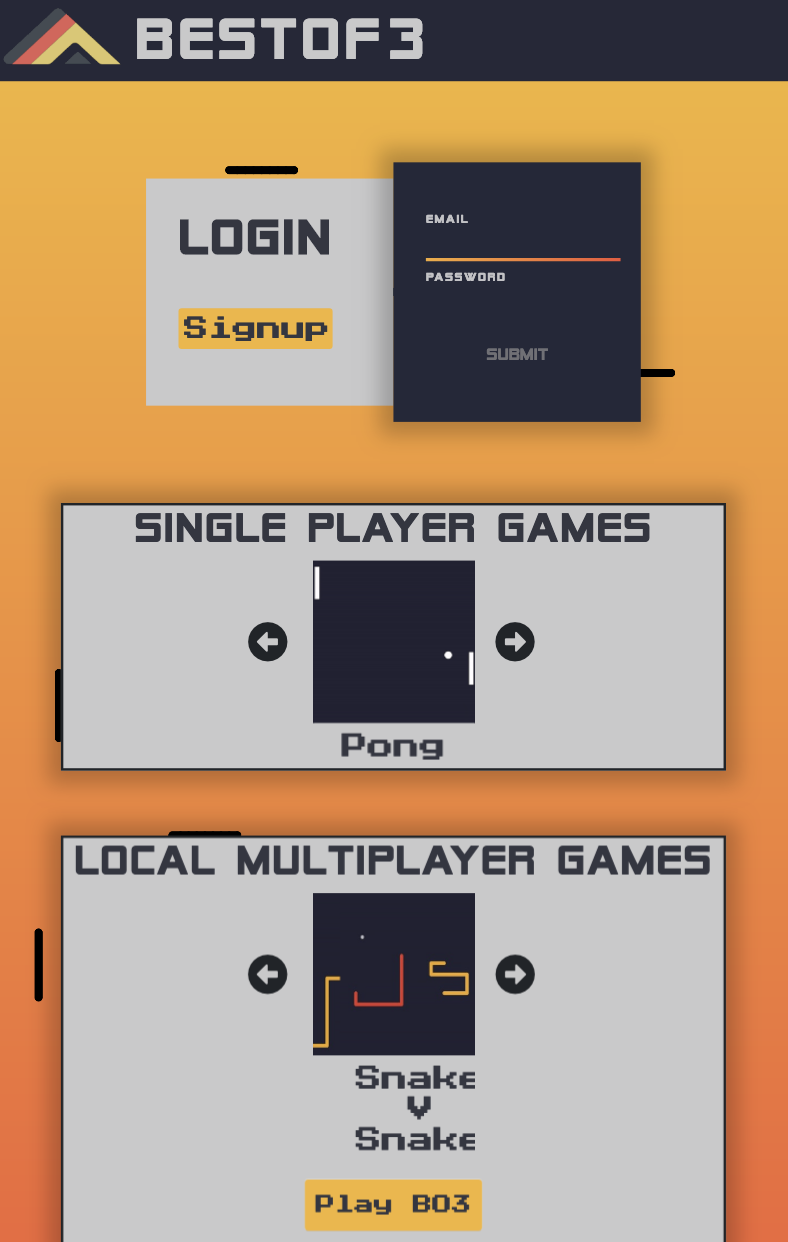 BESTOF3
LOGIN
Signup
EMAIL
PASSWORD
SUBMIT
SINGLE PLAYER GAMES
Pong
LOCAL MULTIPLAYER GAMES
Snake
V
Snake
Play BO3